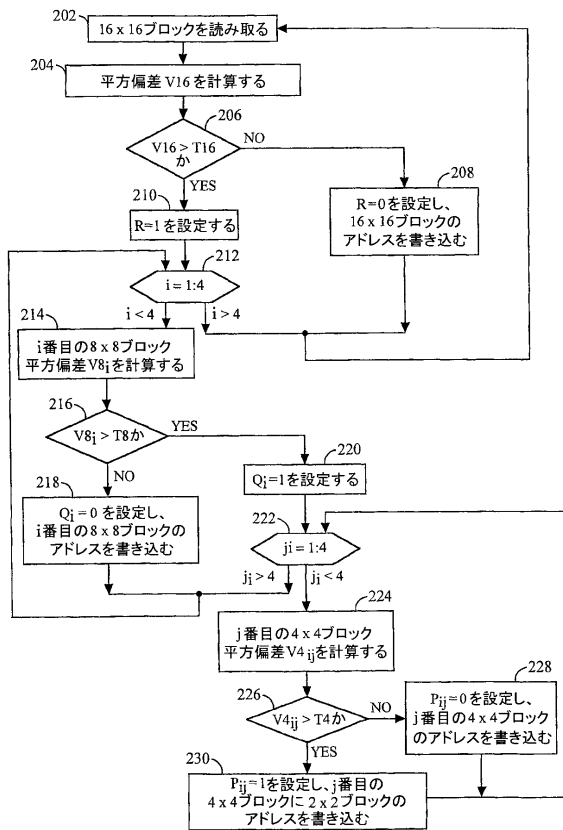 202
16 x 16ブロックを読み取る
204
平方偏差 V16 を計算する
206
V16 > T16
か
NO
YES
208
R=0を設定し、
16 x 16ブロックの
アドレスを書き込む
210
R=1を設定する
212
i = 1:4
i < 4
i > 4
214
i番目の8 x 8ブロック
平方偏差V8iを計算する
216
V8i > T8か
YES
NO
218
Qi=0 を設定し、
i番目の8 x 8ブロックの
アドレスを書き込む
220
Qi=1を設定する
222
ji = 1:4
ji > 4
ji < 4
224
j番目の4 x 4ブロック
平方偏差V4ijを計算する
226
V4ij > T4か
NO
YES
228
Pij=0を設定し、
j番目の4 x 4ブロック
のアドレスを書き込む
230
Pij=1を設定し、j番目の
4 x 4ブロックに 2 x 2ブロックの
アドレスを書き込む